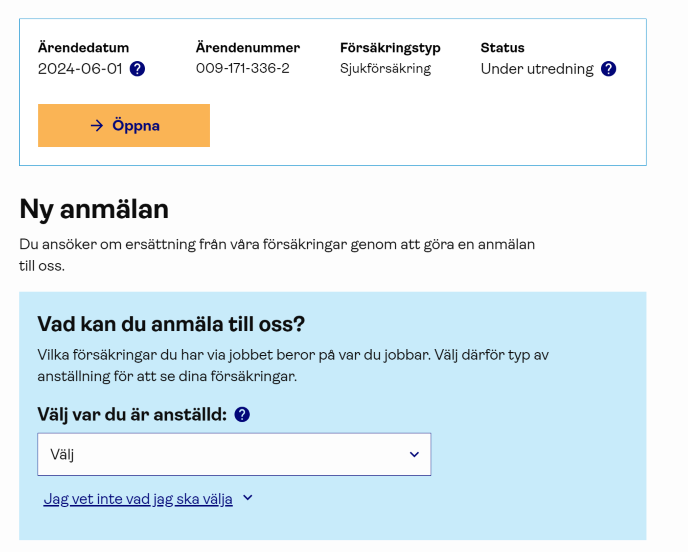 Ärendedatum Ärendenummer Försäkringstyp Status
2024-06-01 ? 009-171-336-2 Sjukförsäkring Under utredning ?
→ Öppna
Ny anmälan
Du ansöker om ersättning från våra försäkringar genom att göra en anmälan
till oss.
Vad kan du anmäla till oss?
Vilka försäkringar du har via jobbet beror på var du jobbar. Välj därför typ av
anställning för att se dina försäkringar.
Välj var du är anställd: ?
Välj
Jag vet inte vad jag ska välja